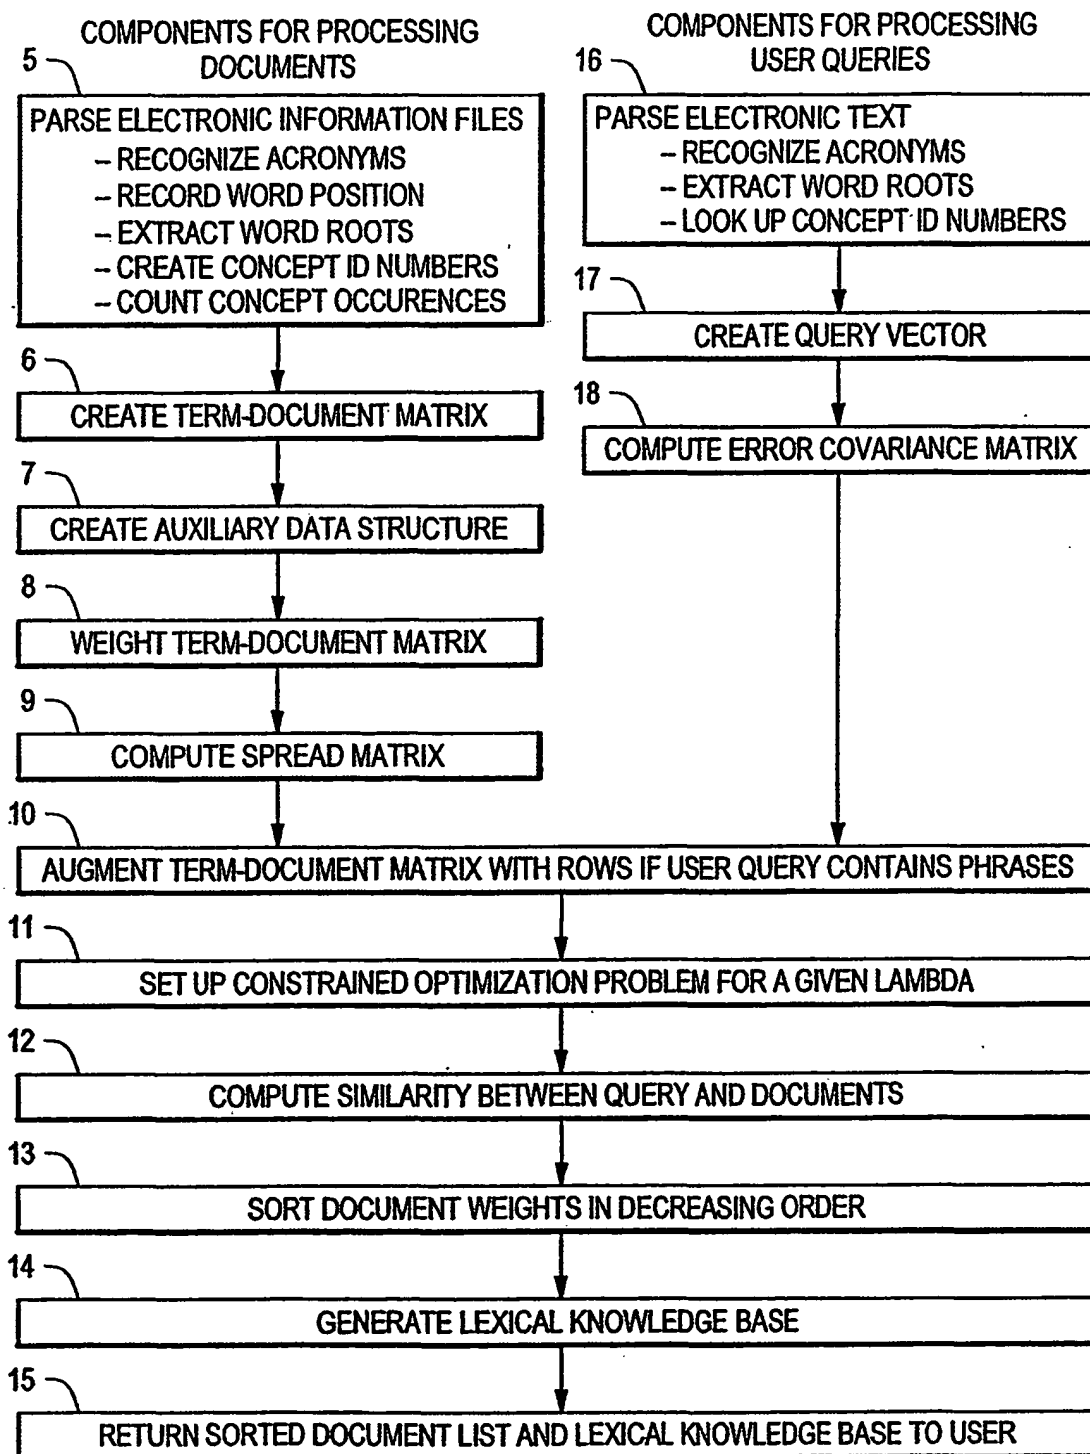 COMPONENTS FOR PROCESSING
DOCUMENTS
5
PARSE ELECTRONIC INFORMATION FILES
– RECOGNIZE ACRONYMS
– RECORD WORD POSITION
– EXTRACT WORD ROOTS
– CREATE CONCEPT ID NUMBERS
– COUNT CONCEPT OCCURENCES
6
CREATE TERM-DOCUMENT MATRIX
7
CREATE AUXILIARY DATA STRUCTURE
8
WEIGHT TERM-DOCUMENT MATRIX
9
COMPUTE SPREAD MATRIX
COMPONENTS FOR PROCESSING
USER QUERIES
16
PARSE ELECTRONIC TEXT
– RECOGNIZE ACRONYMS
– EXTRACT WORD ROOTS
– LOOK UP CONCEPT ID NUMBERS
17
CREATE QUERY VECTOR
18
COMPUTE ERROR COVARIANCE MATRIX
10
AUGMENT TERM-DOCUMENT MATRIX WITH ROWS IF USER QUERY CONTAINS PHRASES
11
SET UP CONSTRAINED OPTIMIZATION PROBLEM FOR A GIVEN LAMBDA
12
COMPUTE SIMILARITY BETWEEN QUERY AND DOCUMENTS
13
SORT DOCUMENT WEIGHTS IN DECREASING ORDER
14
GENERATE LEXICAL KNOWLEDGE BASE
15
RETURN SORTED DOCUMENT LIST AND LEXICAL KNOWLEDGE BASE TO USER